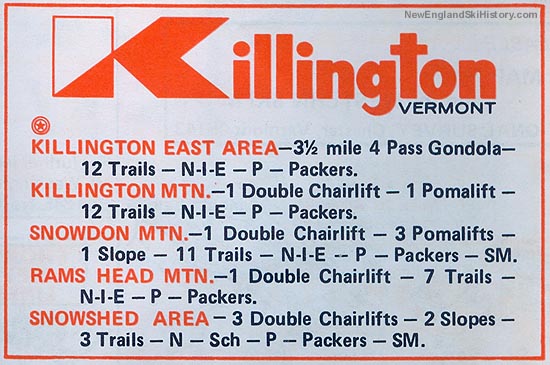 NewEnglandSkiHistory.com
Killington
VERMONT
KILLINGTON EAST AREA—3½ mile 4 Pass Gondola—
12 Trails — N-I-E — P — Packers.
KILLINGTON MTN.—1 Double Chairlift — 1 Pomalift —
12 Trails — N-I-E — P — Packers.
SNOWDON MTN.—1 Double Chairlift — 3 Pomalifts —
1 Slope — 11 Trails — N-I-E -- P — Packers — SM.
RAMS HEAD MTN.—1 Double Chairlift — 7 Trails —
N-I-E — P — Packers.
SNOWSHED AREA — 3 Double Chairlifts — 2 Slopes —
3 Trails — N — Sch — P — Packers — SM.